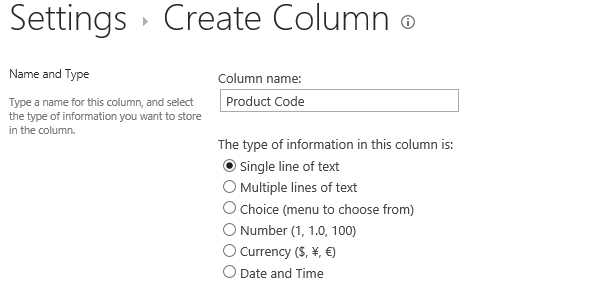 Settings › Create Column ⓘ
Name and Type
Column name:
Type a name for this column, and select
the type of information you want to store
in the column.
Product Code
The type of information in this column is:
Single line of text
Multiple lines of text
Choice (menu to choose from)
Number (1, 1.0, 100)
Currency ($, ¥, €)
Date and Time